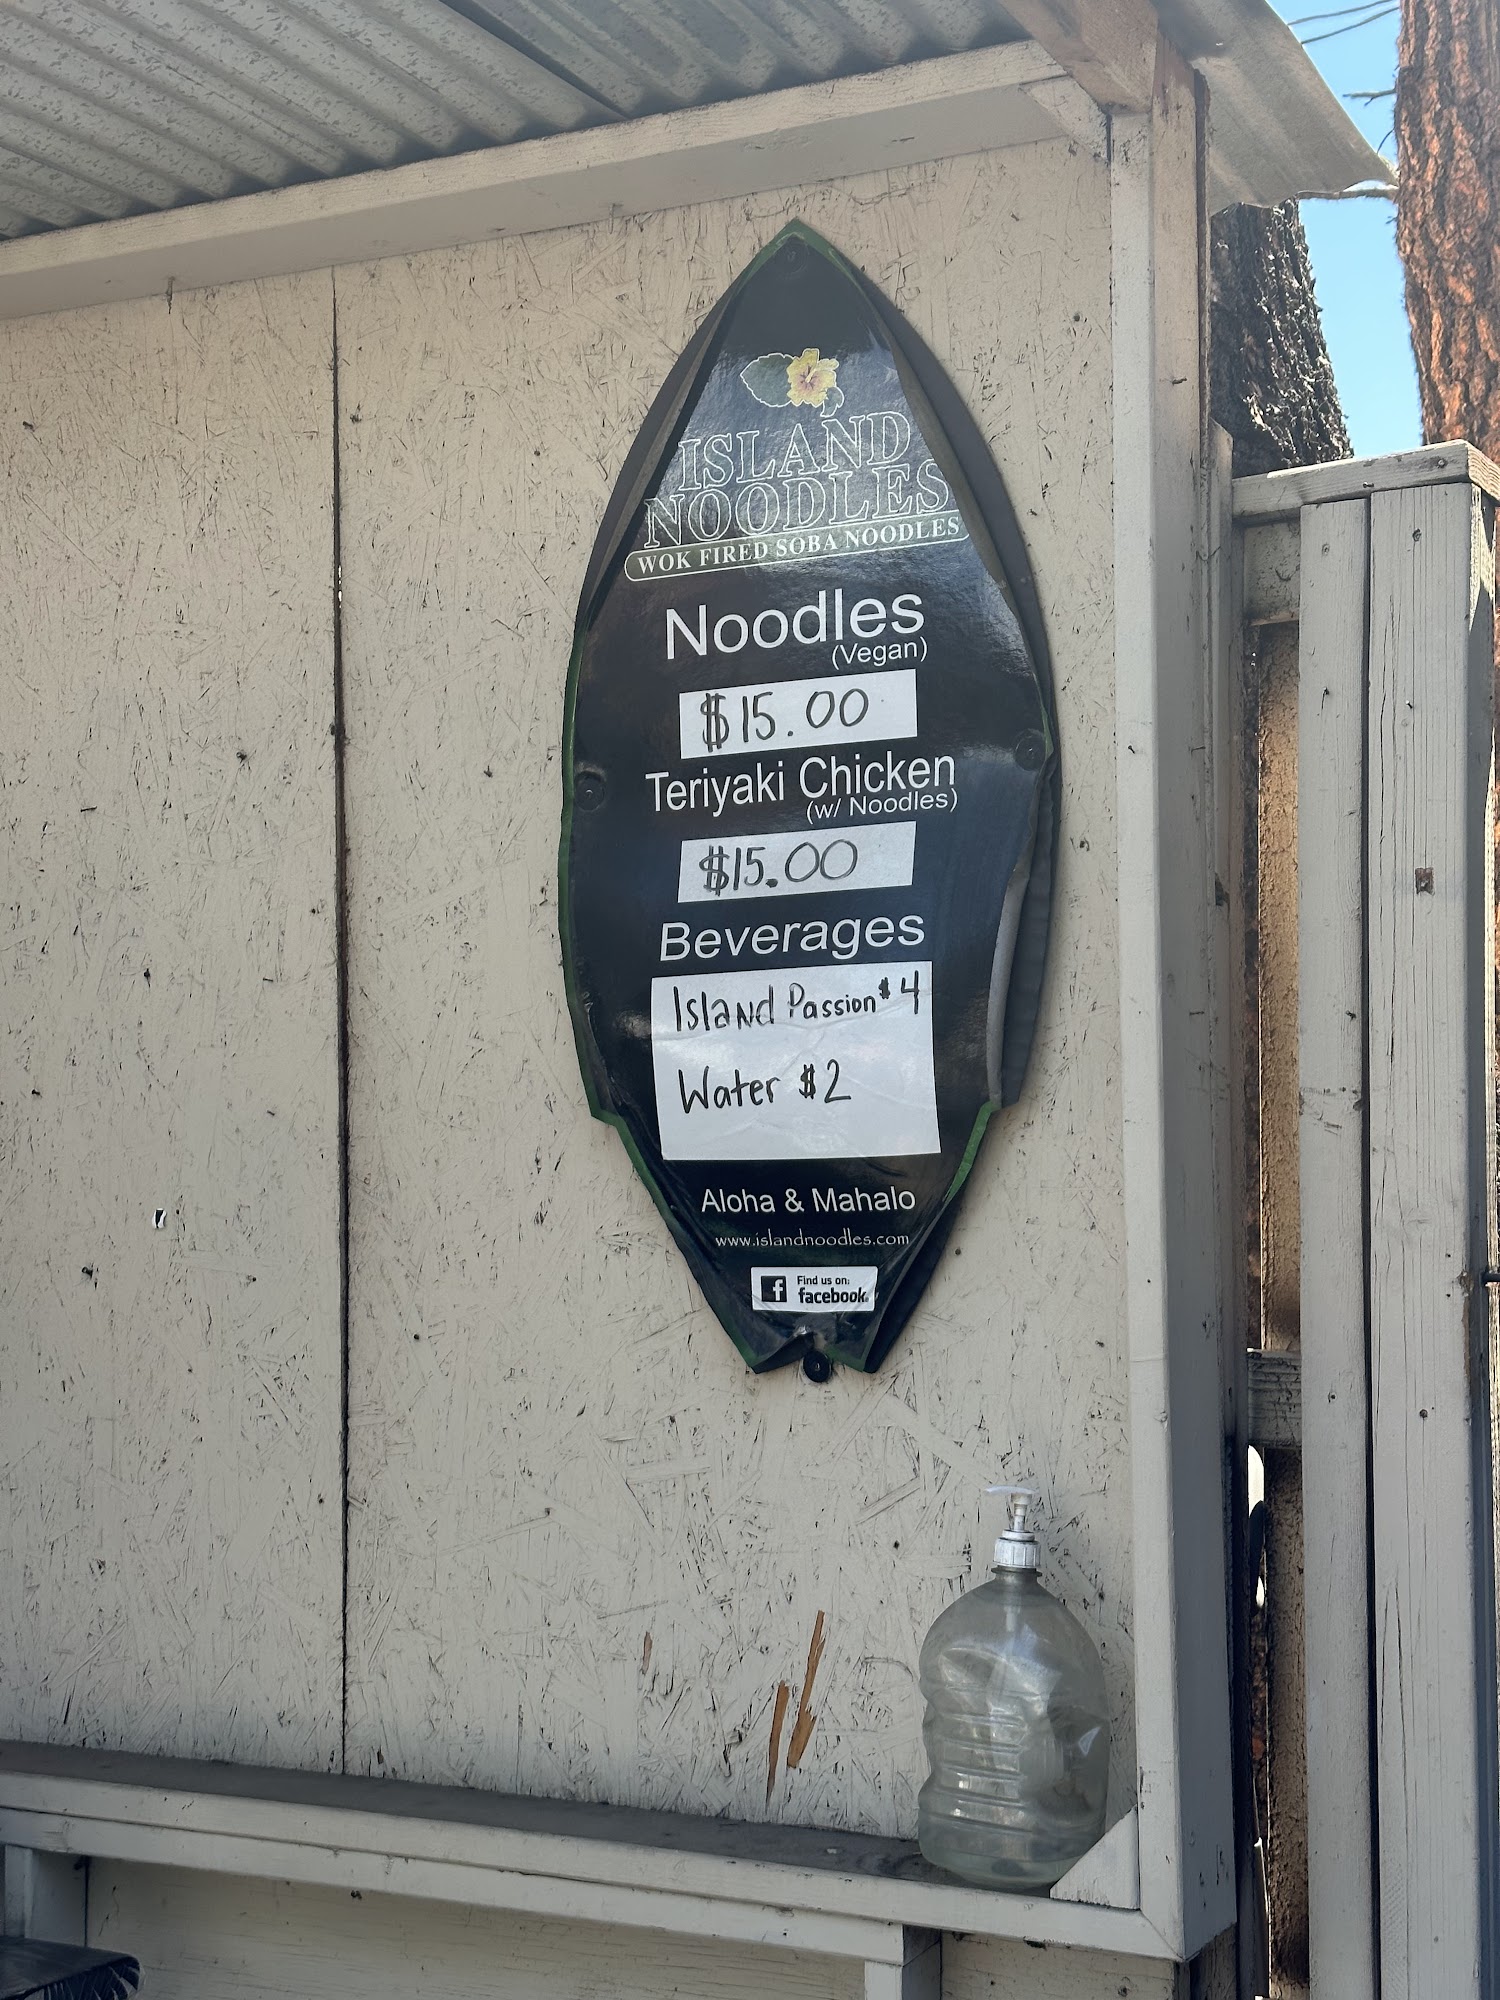 ISLAND
NOODLES
WOK FIRED SOBA NOODLES
Noodles
(Vegan)
$15.00
Teriyaki Chicken
(w/ Noodles)
$15.00
Beverages
Island Passion $4
Water $2
Aloha & Mahalo
www.islandnoodles.com
f Find us on:
facebook.